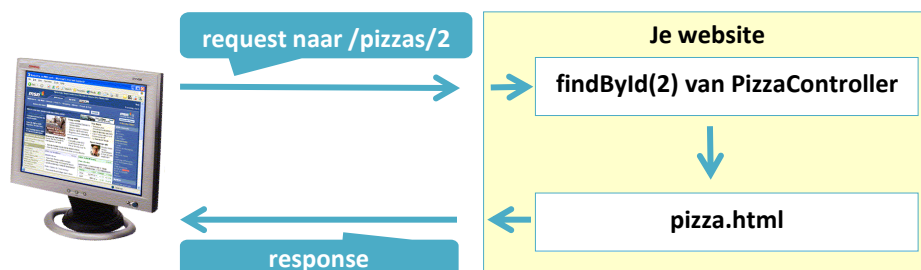 request naar /pizzas/2
Je website
findById(2) van PizzaController
pizza.html
response